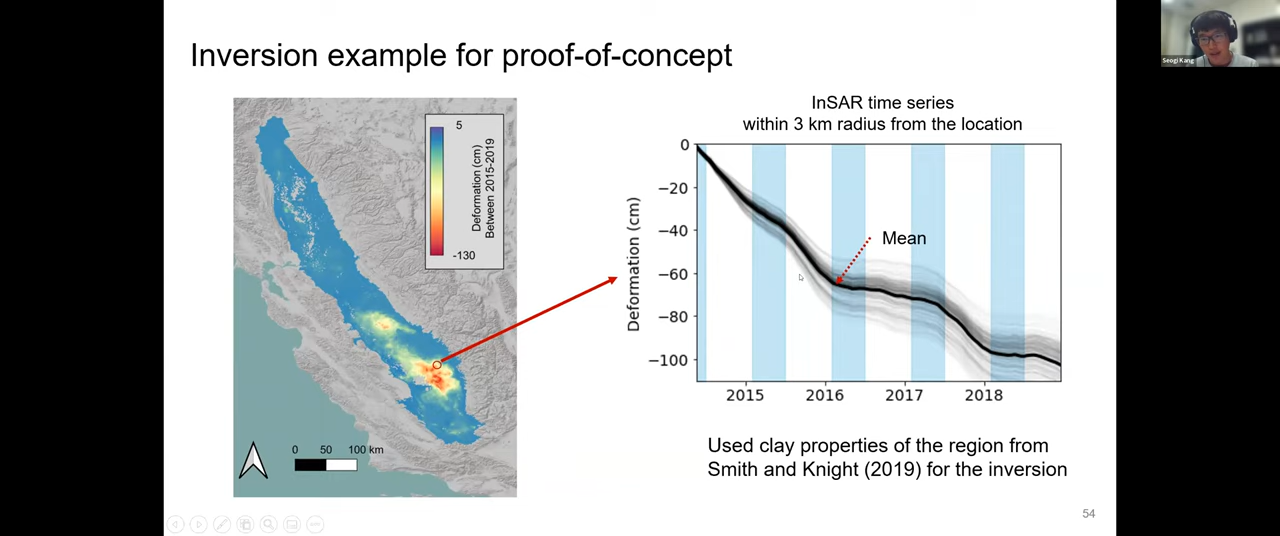 Inversion example for proof-of-concept
Seogi Kang
5
Deformation (cm)
Between 2015-2019
-130
0 50 100 km
InSAR time series
within 3 km radius from the location
0
−20
−40
−60
−80
−100
Deformation (cm)
Mean
2015 2016 2017 2018
Used clay properties of the region from
Smith and Knight (2019) for the inversion
54